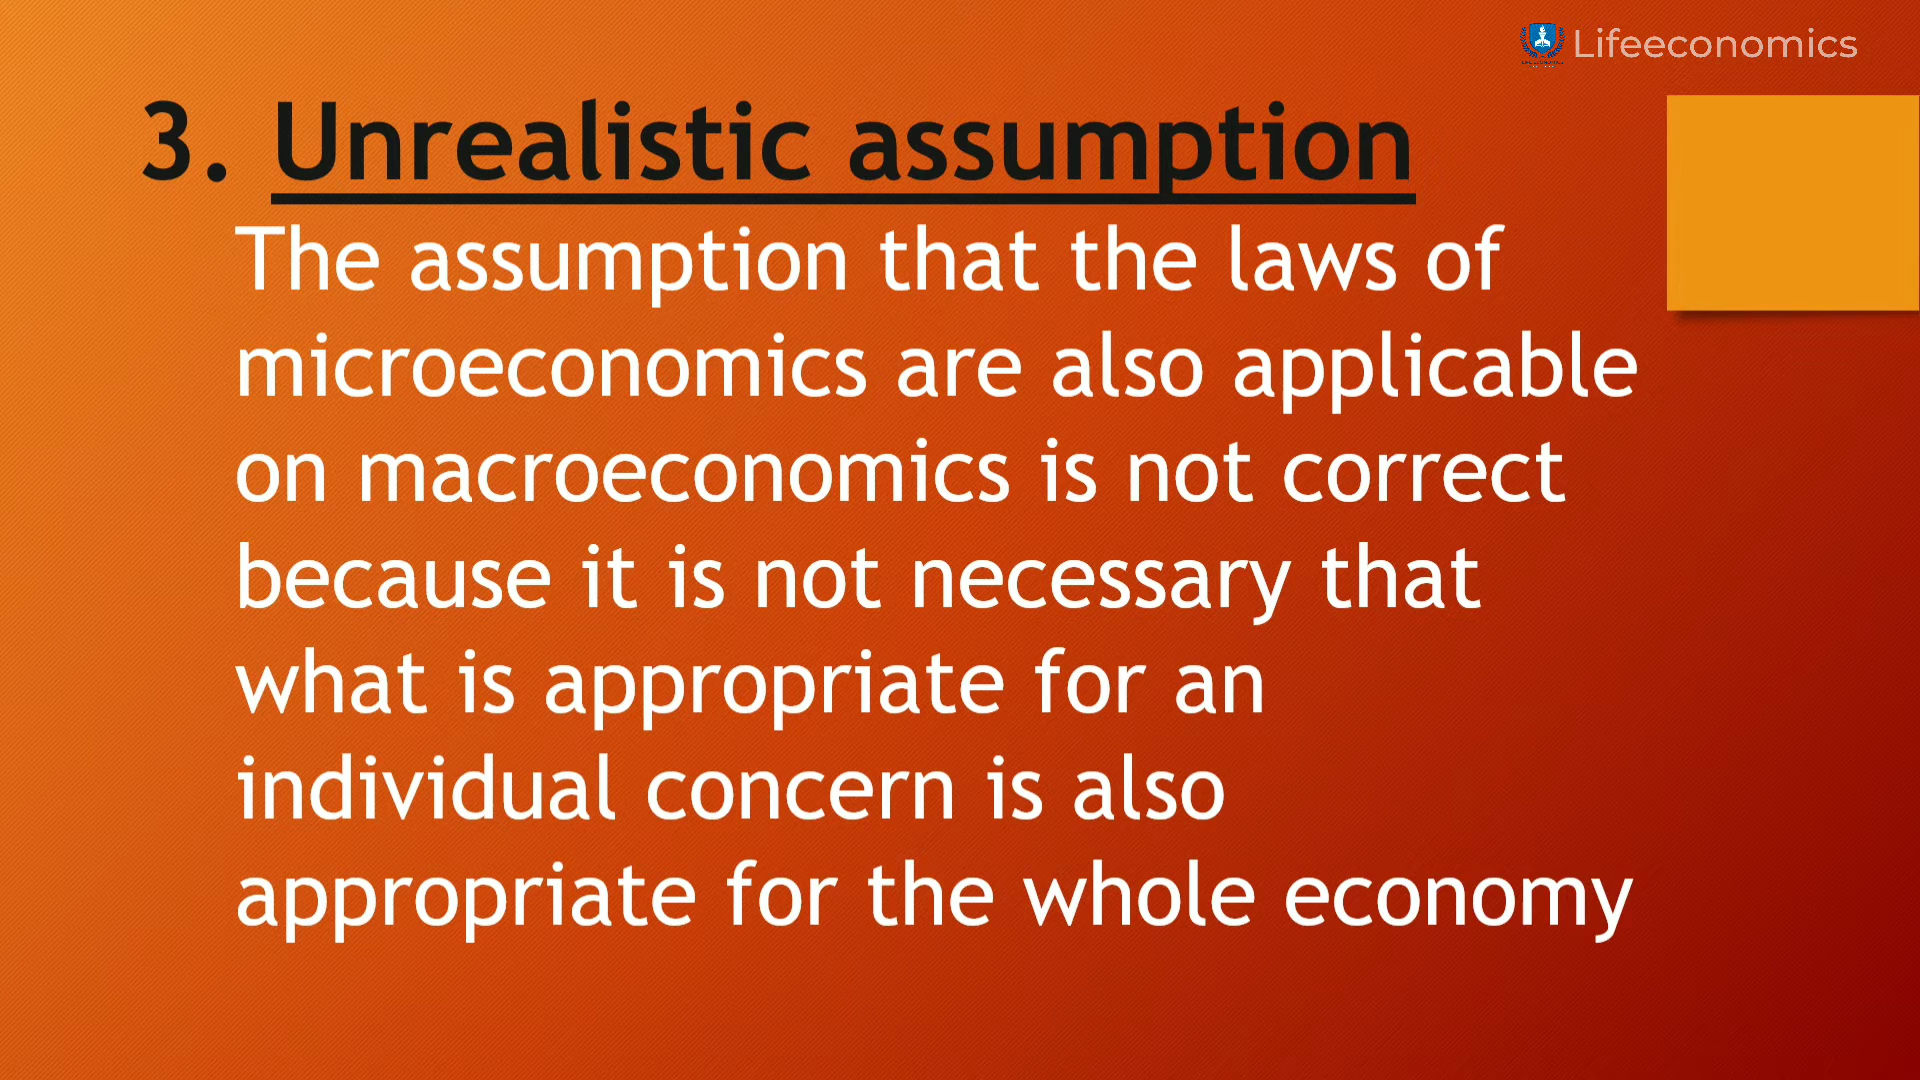 Lifeeconomics
3. Unrealistic assumption
The assumption that the laws of
microeconomics are also applicable
on macroeconomics is not correct
because it is not necessary that
what is appropriate for an
individual concern is also
appropriate for the whole economy